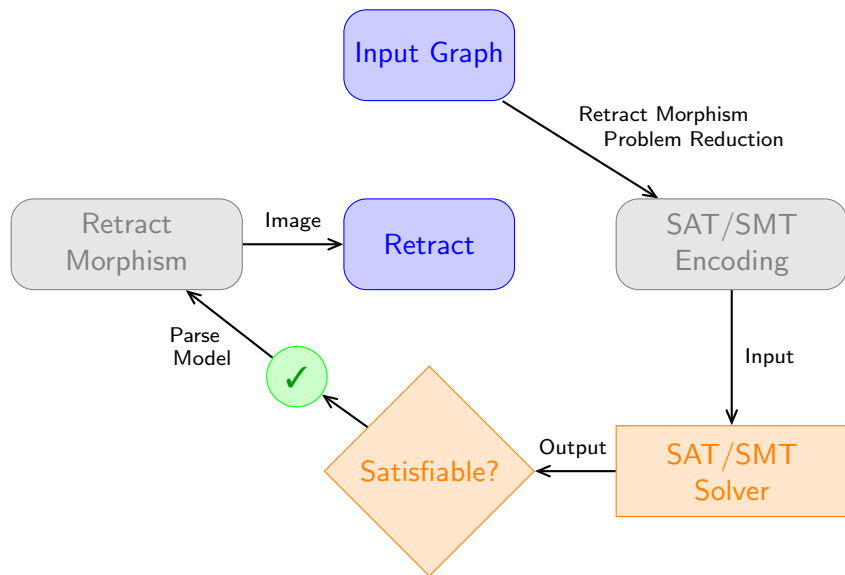 Input Graph
Retract Morphism
Problem Reduction
Retract
Morphism
Image
Retract
SAT/SMT
Encoding
Parse
Model
✓
Input
Satisfiable?
Output
SAT/SMT
Solver